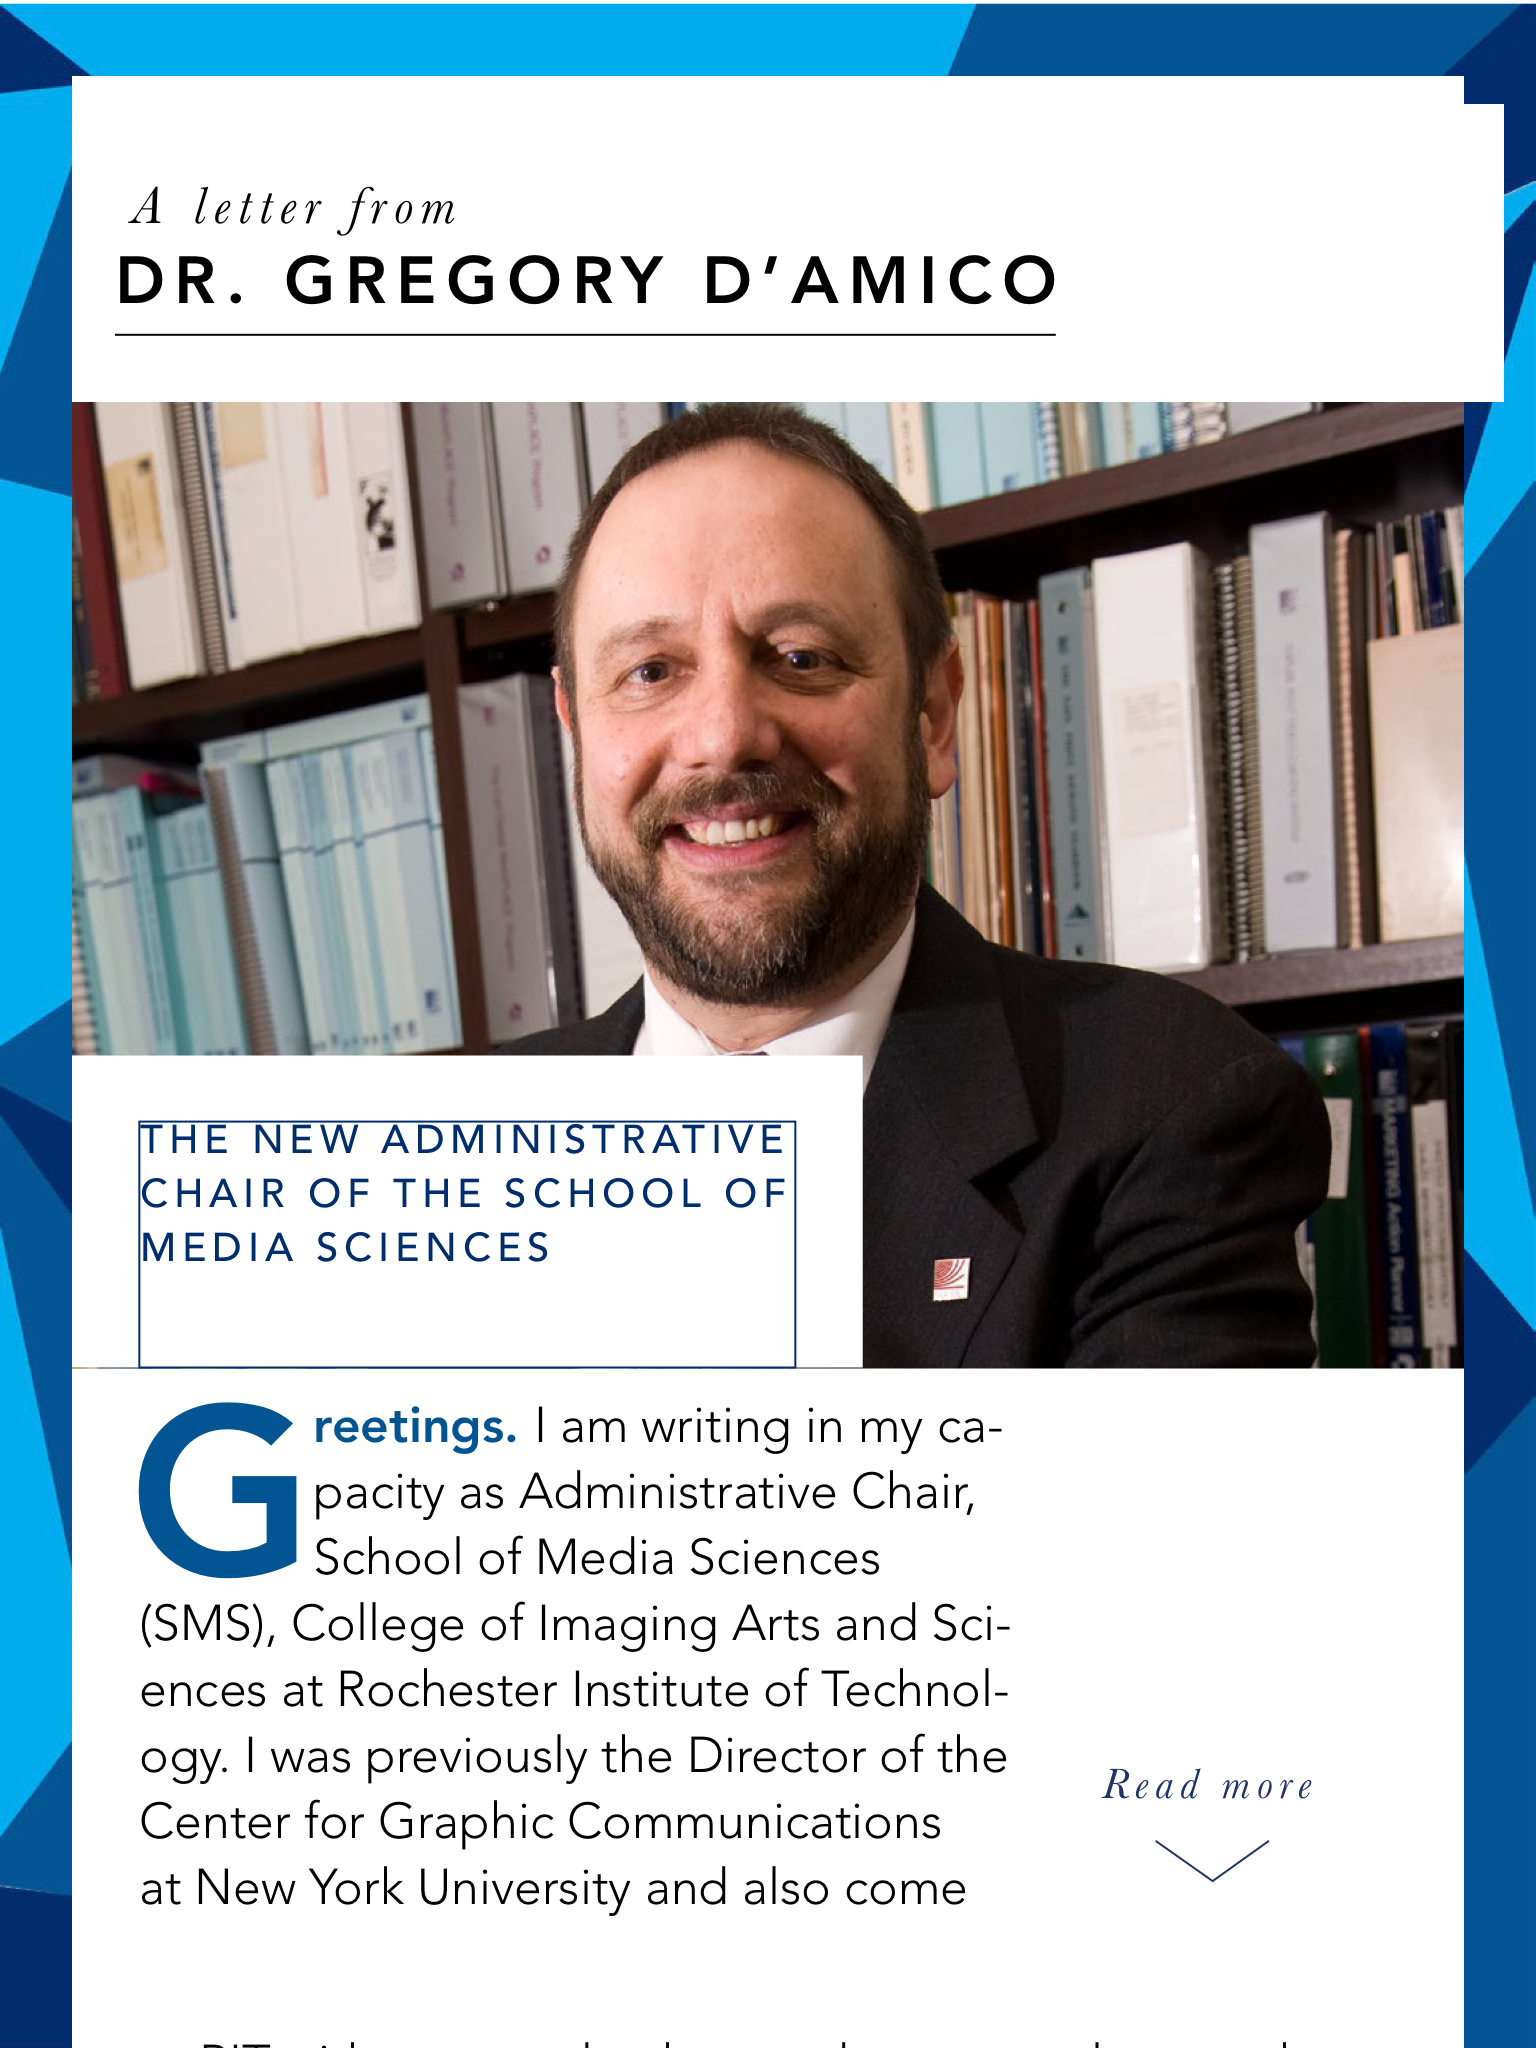 A letter from
DR. GREGORY D’AMICO
MARKETING Action Planner
THE NEW ADMINISTRATIVE
CHAIR OF THE SCHOOL OF
MEDIA SCIENCES
Greetings. I am writing in my ca-
pacity as Administrative Chair,
School of Media Sciences
(SMS), College of Imaging Arts and Sci-
ences at Rochester Institute of Technol-
ogy. I was previously the Director of the
Center for Graphic Communications
at New York University and also come
Read more